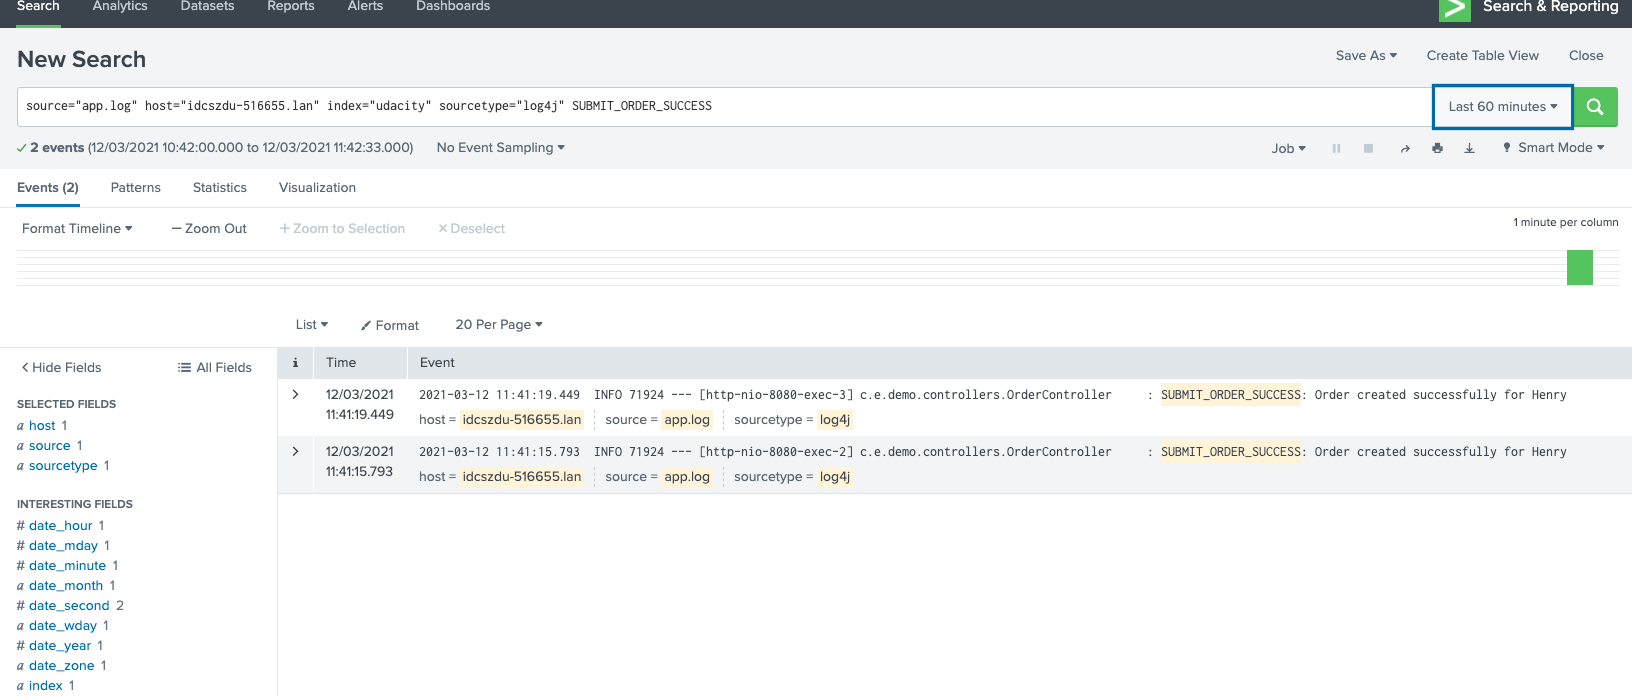 Search Analytics Datasets Reports Alerts Dashboards Search & Reporting
New Search Save As Create Table View Close
source="app.log" host="idcszdu-516655.lan" index="udacity" sourcetype="log4j" SUBMIT_ORDER_SUCCESS Last 60 minutes
2 events (12/03/2021 10:42:00.000 to 12/03/2021 11:42:33.000) No Event Sampling Job Smart Mode
Events (2) Patterns Statistics Visualization
Format Timeline — Zoom Out + Zoom to Selection × Deselect 1 minute per column
List Format 20 Per Page
< Hide Fields All Fields
SELECTED FIELDS
a host 1
a source 1
a sourcetype 1
INTERESTING FIELDS
# date_hour 1
# date_mday 1
# date_minute 1
a date_month 1
# date_second 2
a date_wday 1
# date_year 1
a date_zone 1
a index 1
i Time Event
> 12/03/2021 11:41:19.449 2021-03-12 11:41:19.449 INFO 71924 --- [http-nio-8080-exec-3] c.e.demo.controllers.OrderController : SUBMIT_ORDER_SUCCESS: Order created successfully for Henry
host = idcszdu-516655.lan source = app.log sourcetype = log4j
> 12/03/2021 11:41:15.793 2021-03-12 11:41:15.793 INFO 71924 --- [http-nio-8080-exec-2] c.e.demo.controllers.OrderController : SUBMIT_ORDER_SUCCESS: Order created successfully for Henry
host = idcszdu-516655.lan source = app.log sourcetype = log4j